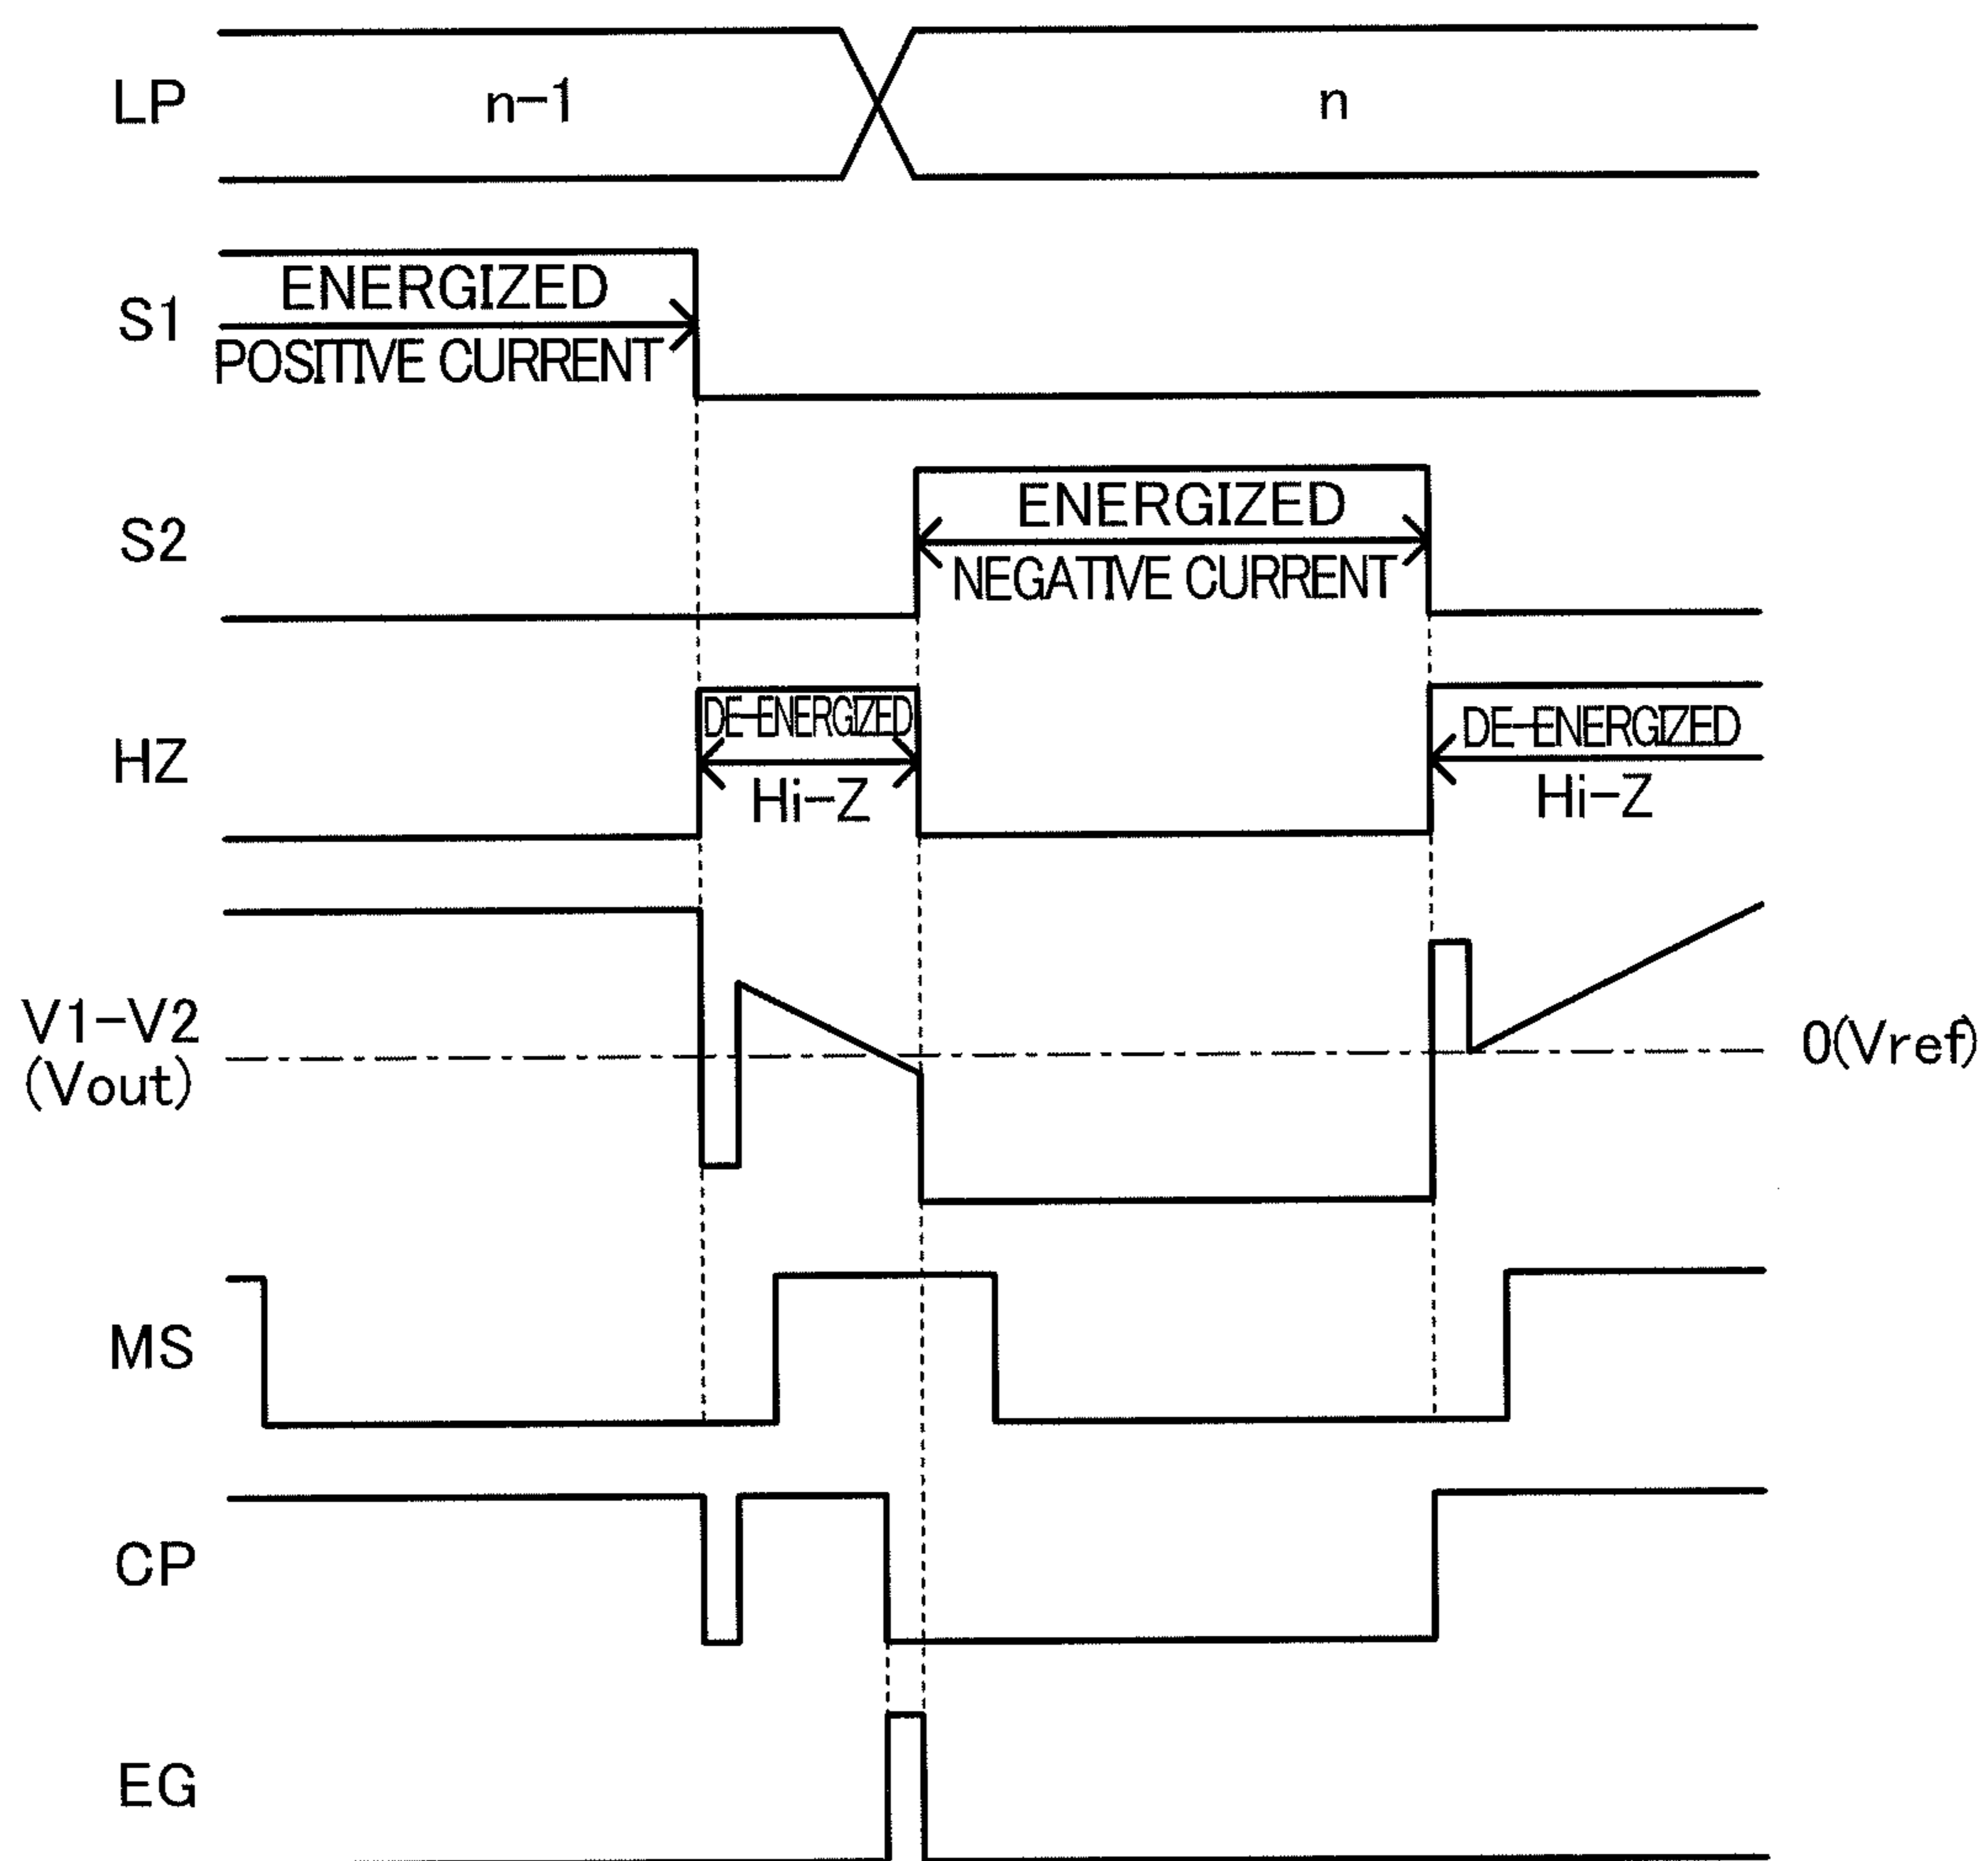 LP
n-1
n
S1
ENERGIZED
POSITIVE CURRENT
S2
ENERGIZED
NEGATIVE CURRENT
HZ
DE-ENERGIZED
Hi-Z
DE-ENERGIZED
Hi-Z
V1-V2
(Vout)
0(Vref)
MS
CP
EG